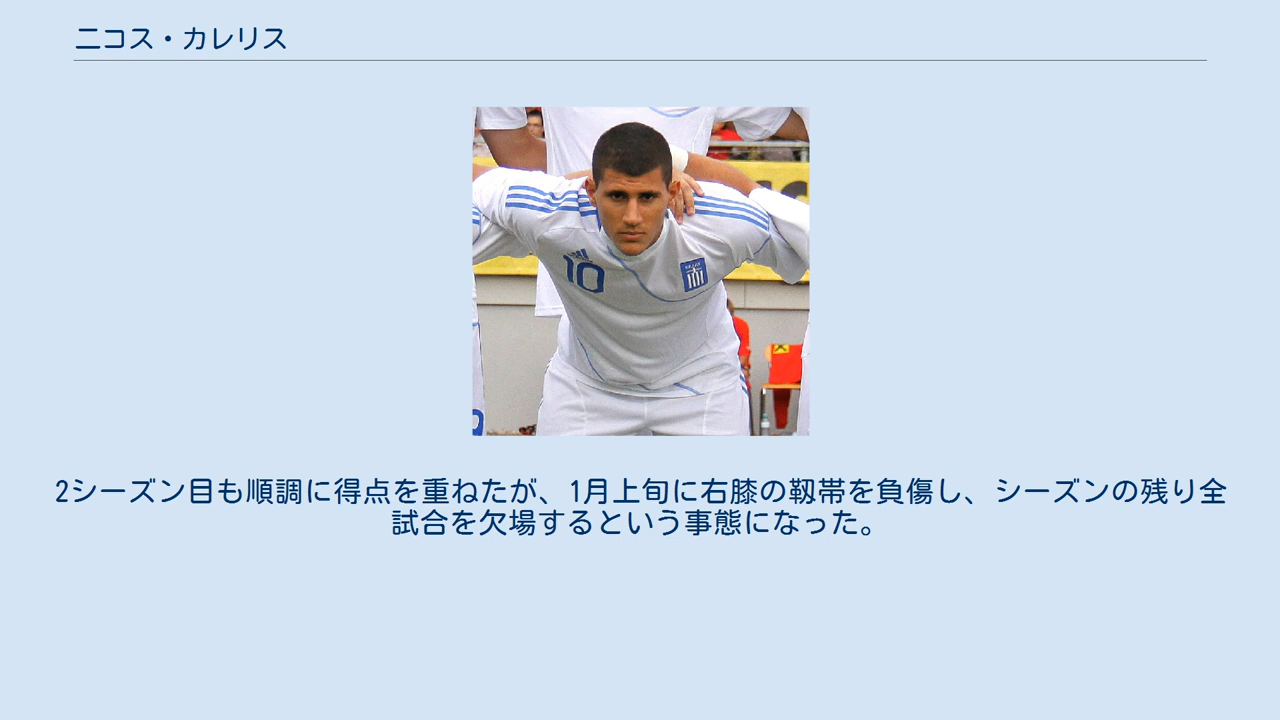 ニコス・カレリス
10
2シーズン目も順調に得点を重ねたが、1月上旬に右膝の靱帯を負傷し、シーズンの残り全
試合を欠場するという事態になった。